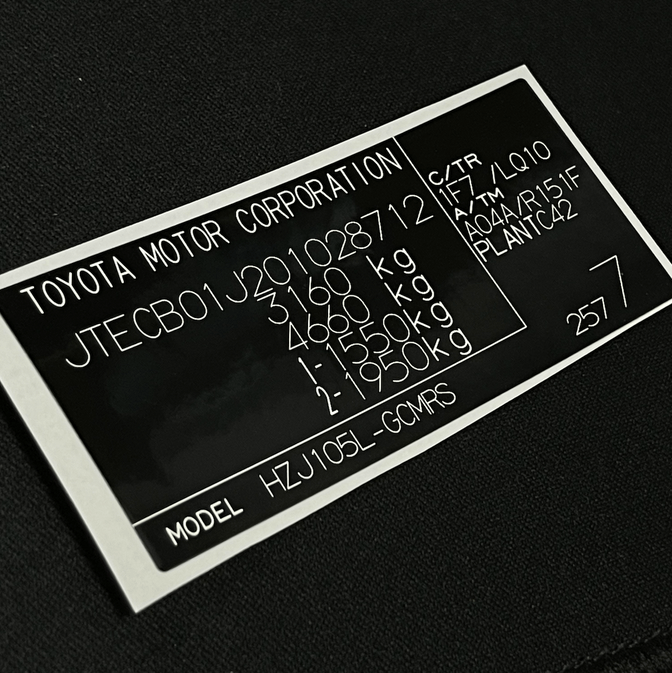 TOYOTA MOTOR CORPORATION
JTECB01J201028712
3160 kg
4660 kg
1-1550kg
2-1950kg
C/TR
1F7 /LQ10
A/TM
A04A/R151F
PLANTC42
2577
MODEL HZJ105L-GCMRS